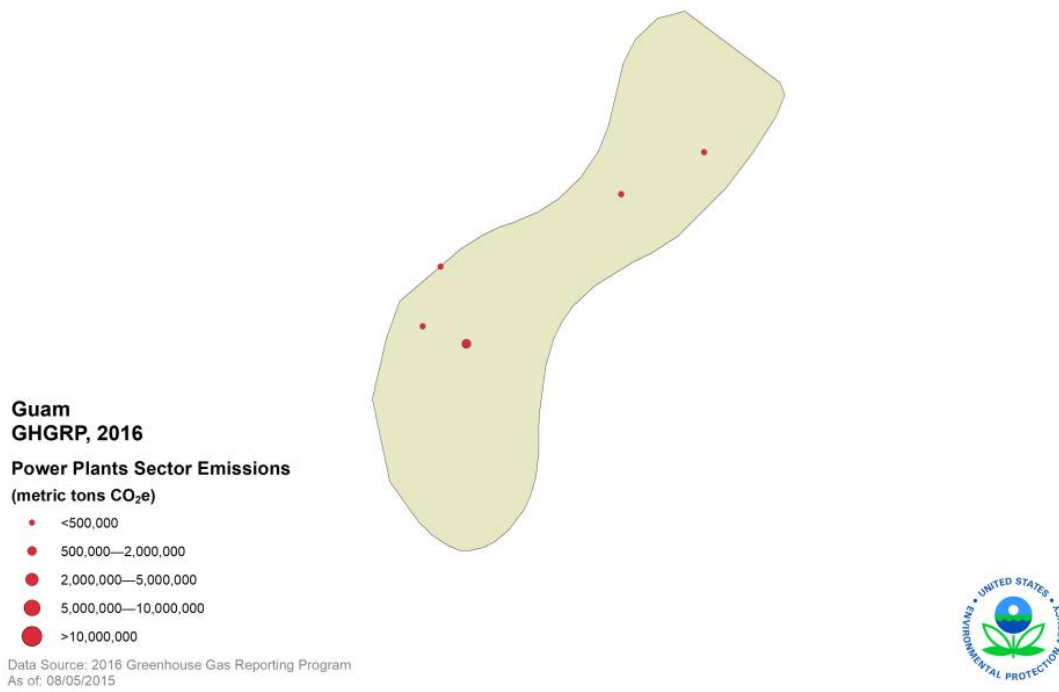 Guam
GHGRP, 2016
Power Plants Sector Emissions
(metric tons CO₂e)
<500,000
500,000—2,000,000
2,000,000—5,000,000
5,000,000—10,000,000
>10,000,000
Data Source: 2016 Greenhouse Gas Reporting Program
As of: 08/05/2015
UNITED STATES
ENVIRONMENTAL PROTECTION